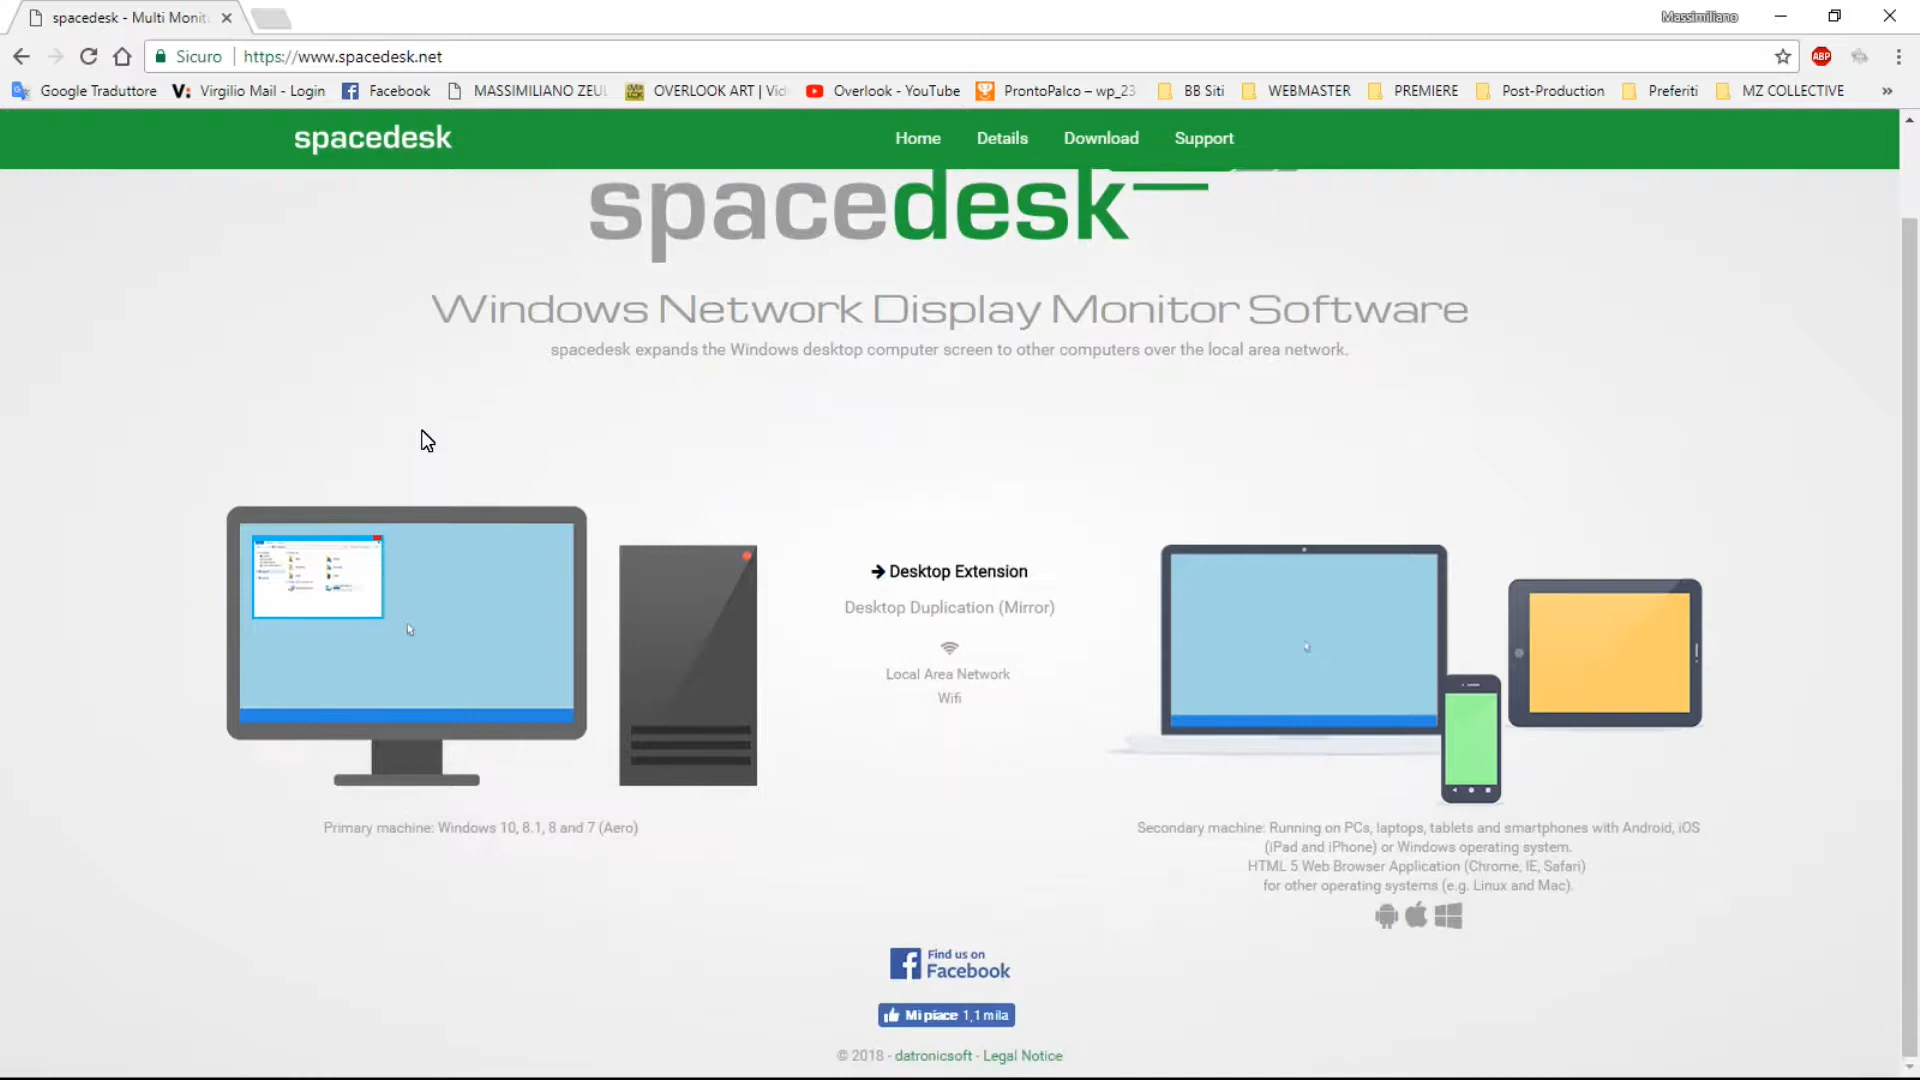 spacedesk - Multi Monit
Massimiliano
Sicuro
https://www.spacedesk.net
ABP
Google Traduttore
V: Virgilio Mail - Login
Facebook
MASSIMILIANO ZEUL
OVERLOOK ART | Vid
Overlook - YouTube
ProntoPalco – wp_23
BB Siti
WEBMASTER
PREMIERE
Post-Production
Preferiti
MZ COLLECTIVE
»
spacedesk
Home
Details
Download
Support
spacedesk
Windows Network Display Monitor Software
spacedesk expands the Windows desktop computer screen to other computers over the local area network.
Desktop Extension
Desktop Duplication (Mirror)
Local Area Network
Wifi
Primary machine: Windows 10, 8.1, 8 and 7 (Aero)
Secondary machine: Running on PCs, laptops, tablets and smartphones with Android, iOS
(iPad and iPhone) or Windows operating system.
HTML 5 Web Browser Application (Chrome, IE, Safari)
for other operating systems (e.g. Linux and Mac).
Find us on
Facebook
Mi piace 1,1 mila
© 2018 - datronicsoft - Legal Notice